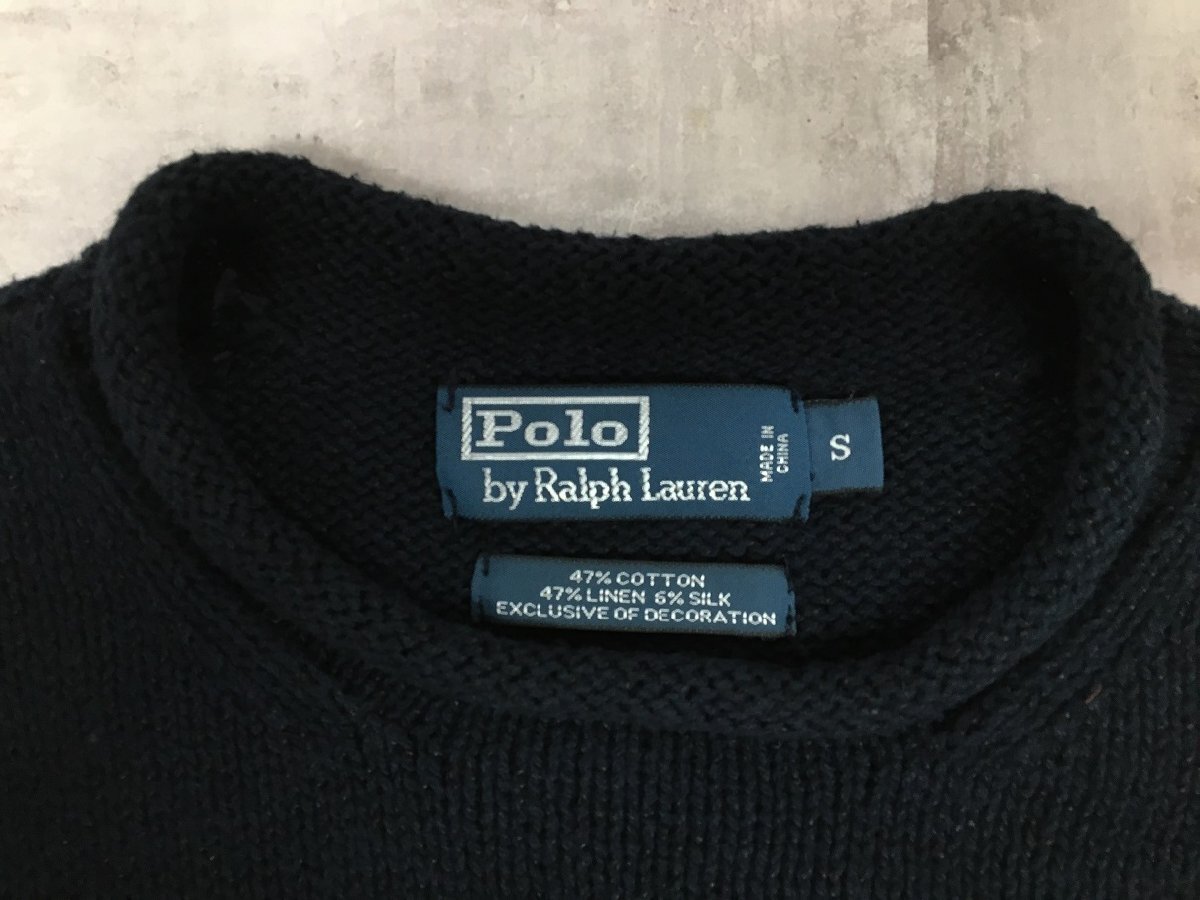 Polo
by Ralph Lauren
MADE IN
CHINA
S
47% COTTON
47% LINEN 6% SILK
EXCLUSIVE OF DECORATION